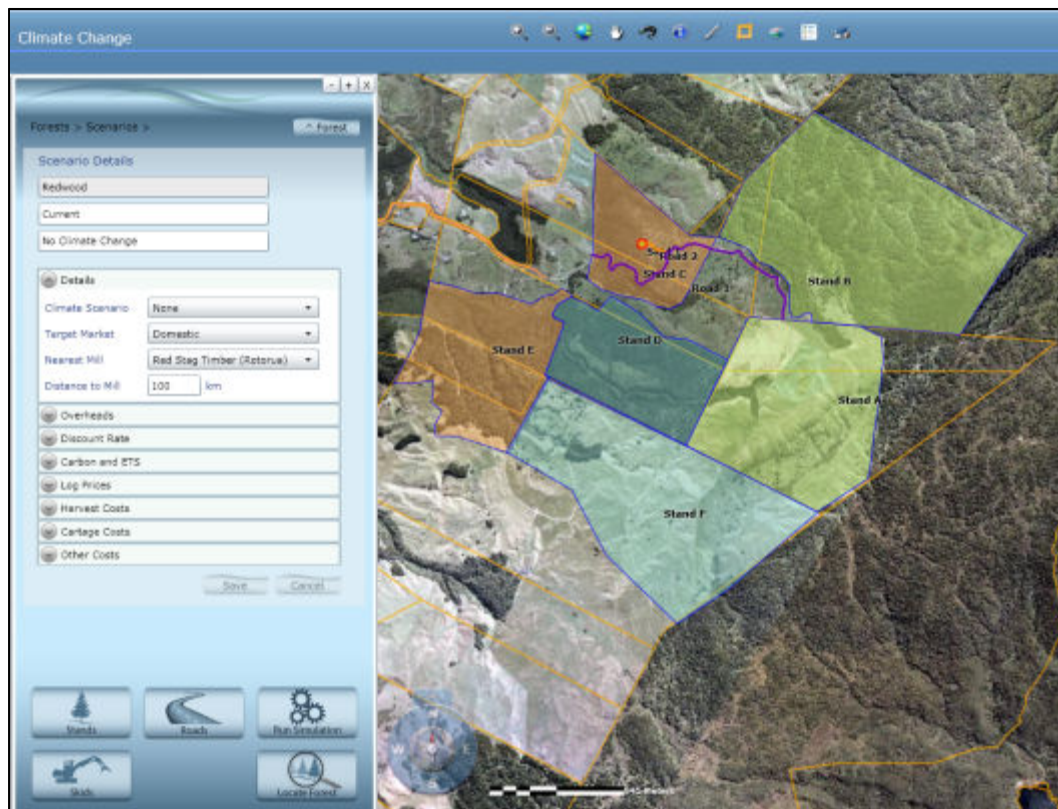 Climate Change
- + X
Forests > Scenarios >
^ Forest
Scenario Details
Redwood
Current
No Climate Change
Details
Climate Scenario None
Target Market Domestic
Nearest Mill Red Stag Timber (Rotorua)
Distance to Mill 100 km
Overheads
Discount Rate
Carbon and ETS
Log Prices
Harvest Costs
Cartage Costs
Other Costs
Save Cancel
Stands Roads Run Simulation
Skids Locate Forest
Road 2
Stand C
Road 1
Stand B
Stand D
Stand E
Stand A
Stand F
W E